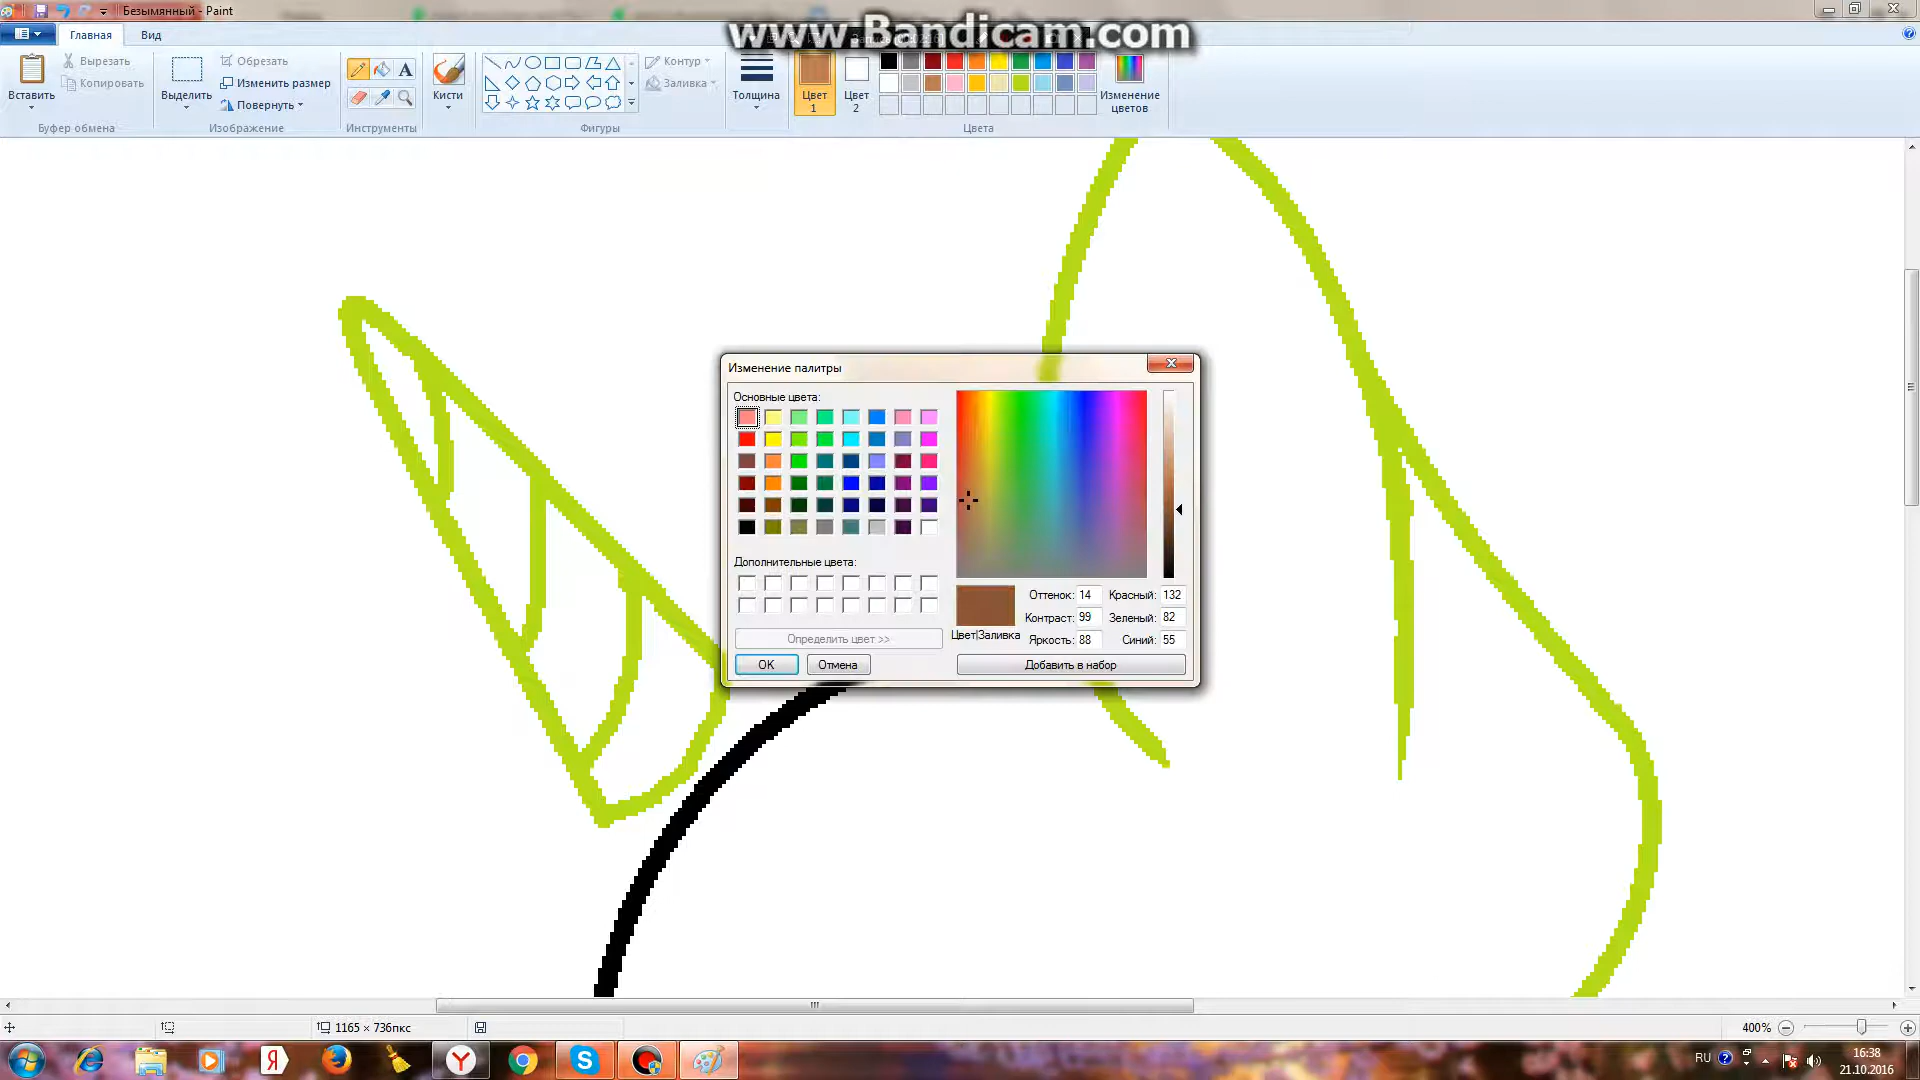 Безымянный - Paint
www.Bandicam.com
Главная
Вид
Вставить
Вырезать
Копировать
Буфер обмена
Выделить
Обрезать
Изменить размер
Повернуть
Изображение
A
Инструменты
Кисти
Контур
Заливка
Фигуры
Толщина
Цвет 1
Цвет 2
Изменение цветов
Цвета
Изменение палитры
Основные цвета:
Дополнительные цвета:
Определить цвет >>
OK
Отмена
Цвет|Заливка
Оттенок: 14
Контраст: 99
Яркость: 88
Красный: 132
Зеленый: 82
Синий: 55
Добавить в набор
1165 × 736пкс
400%
RU
16:38
21.10.2016